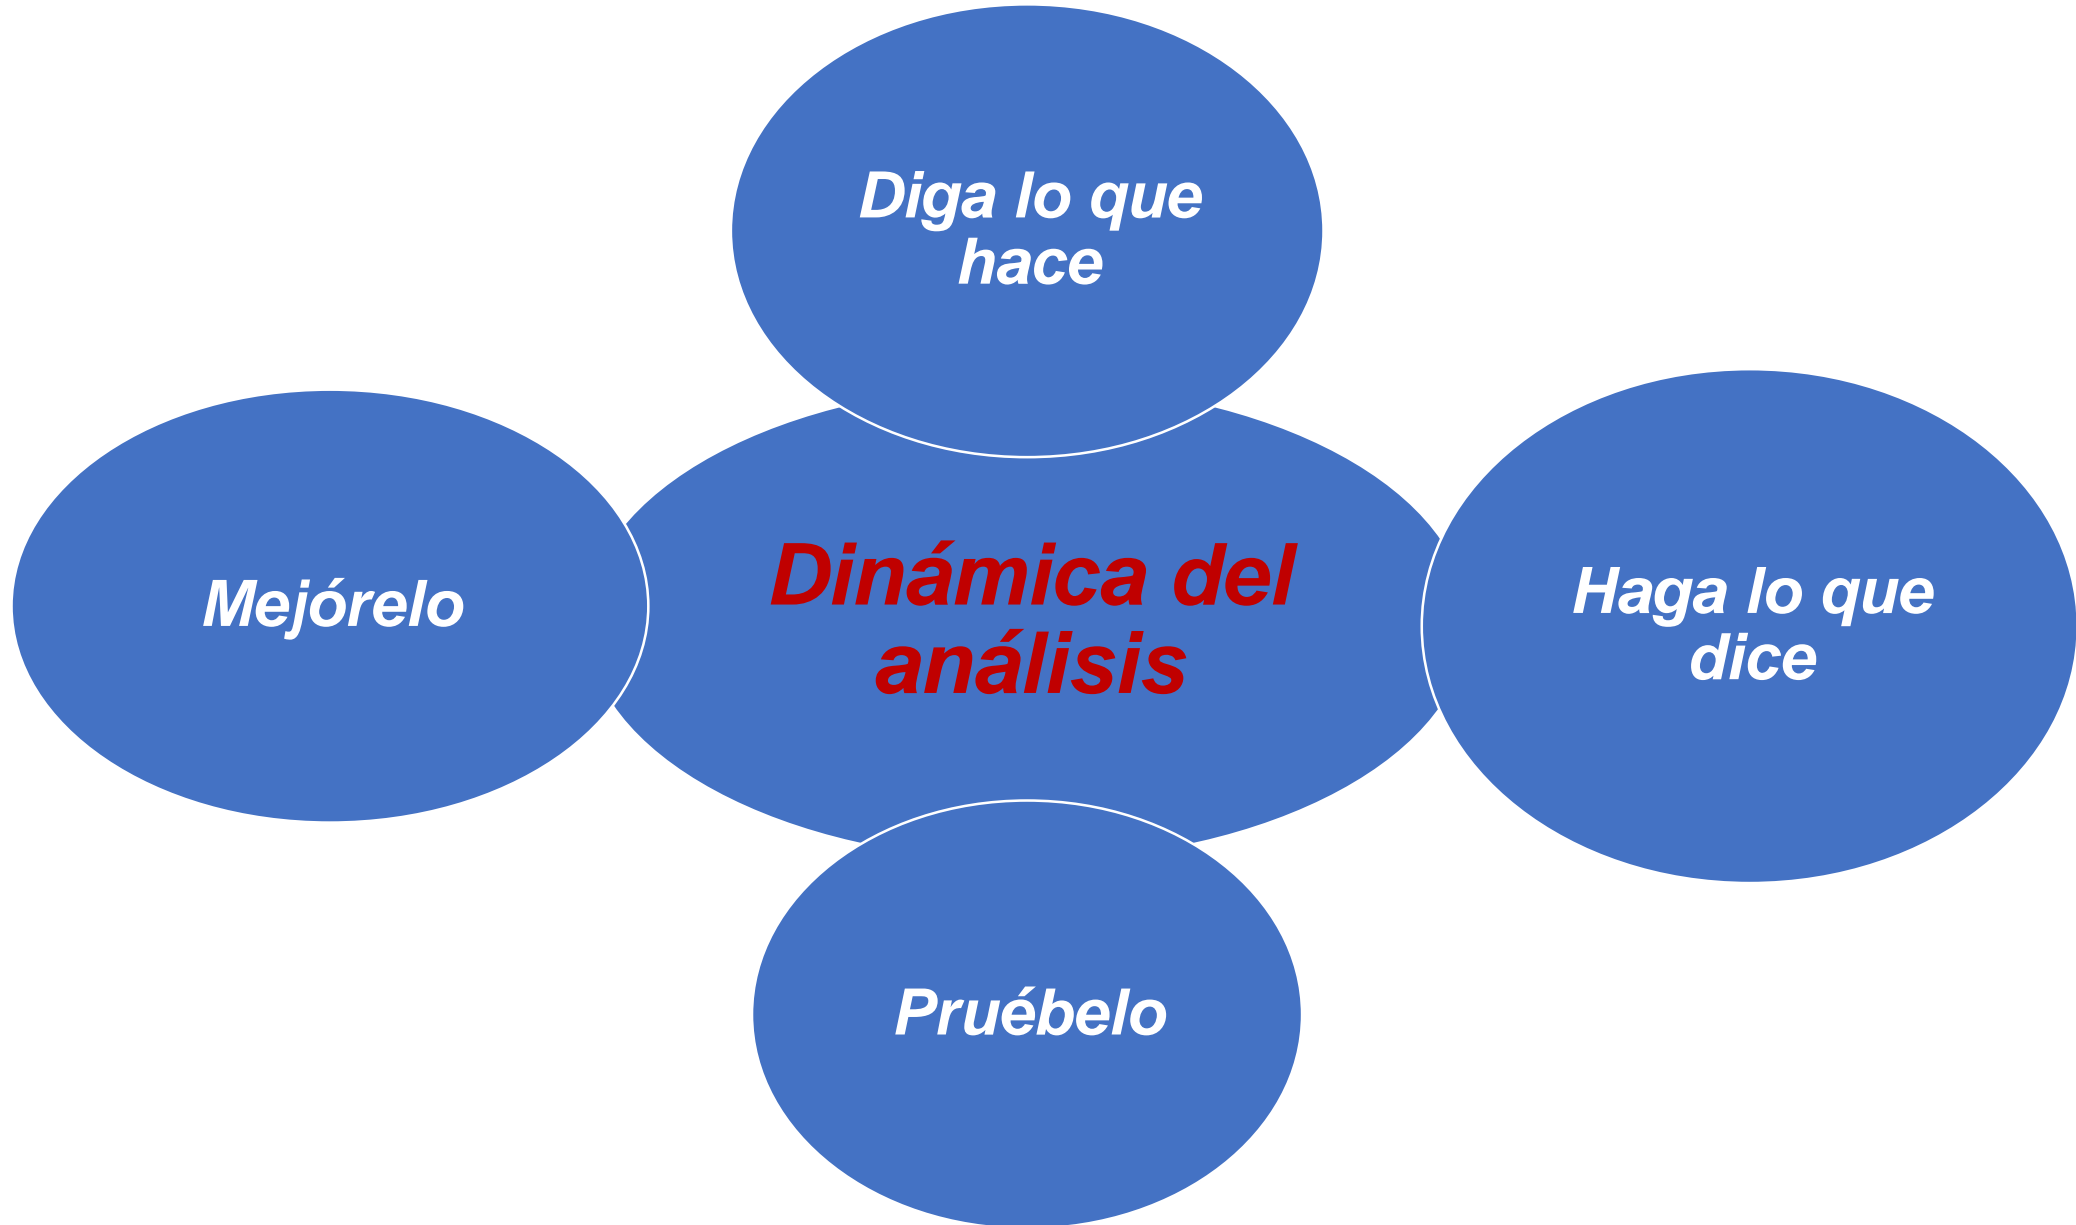 Diga lo que
hace
Mejórelo
Dinámica del
análisis
Haga lo que
dice
Pruébelo